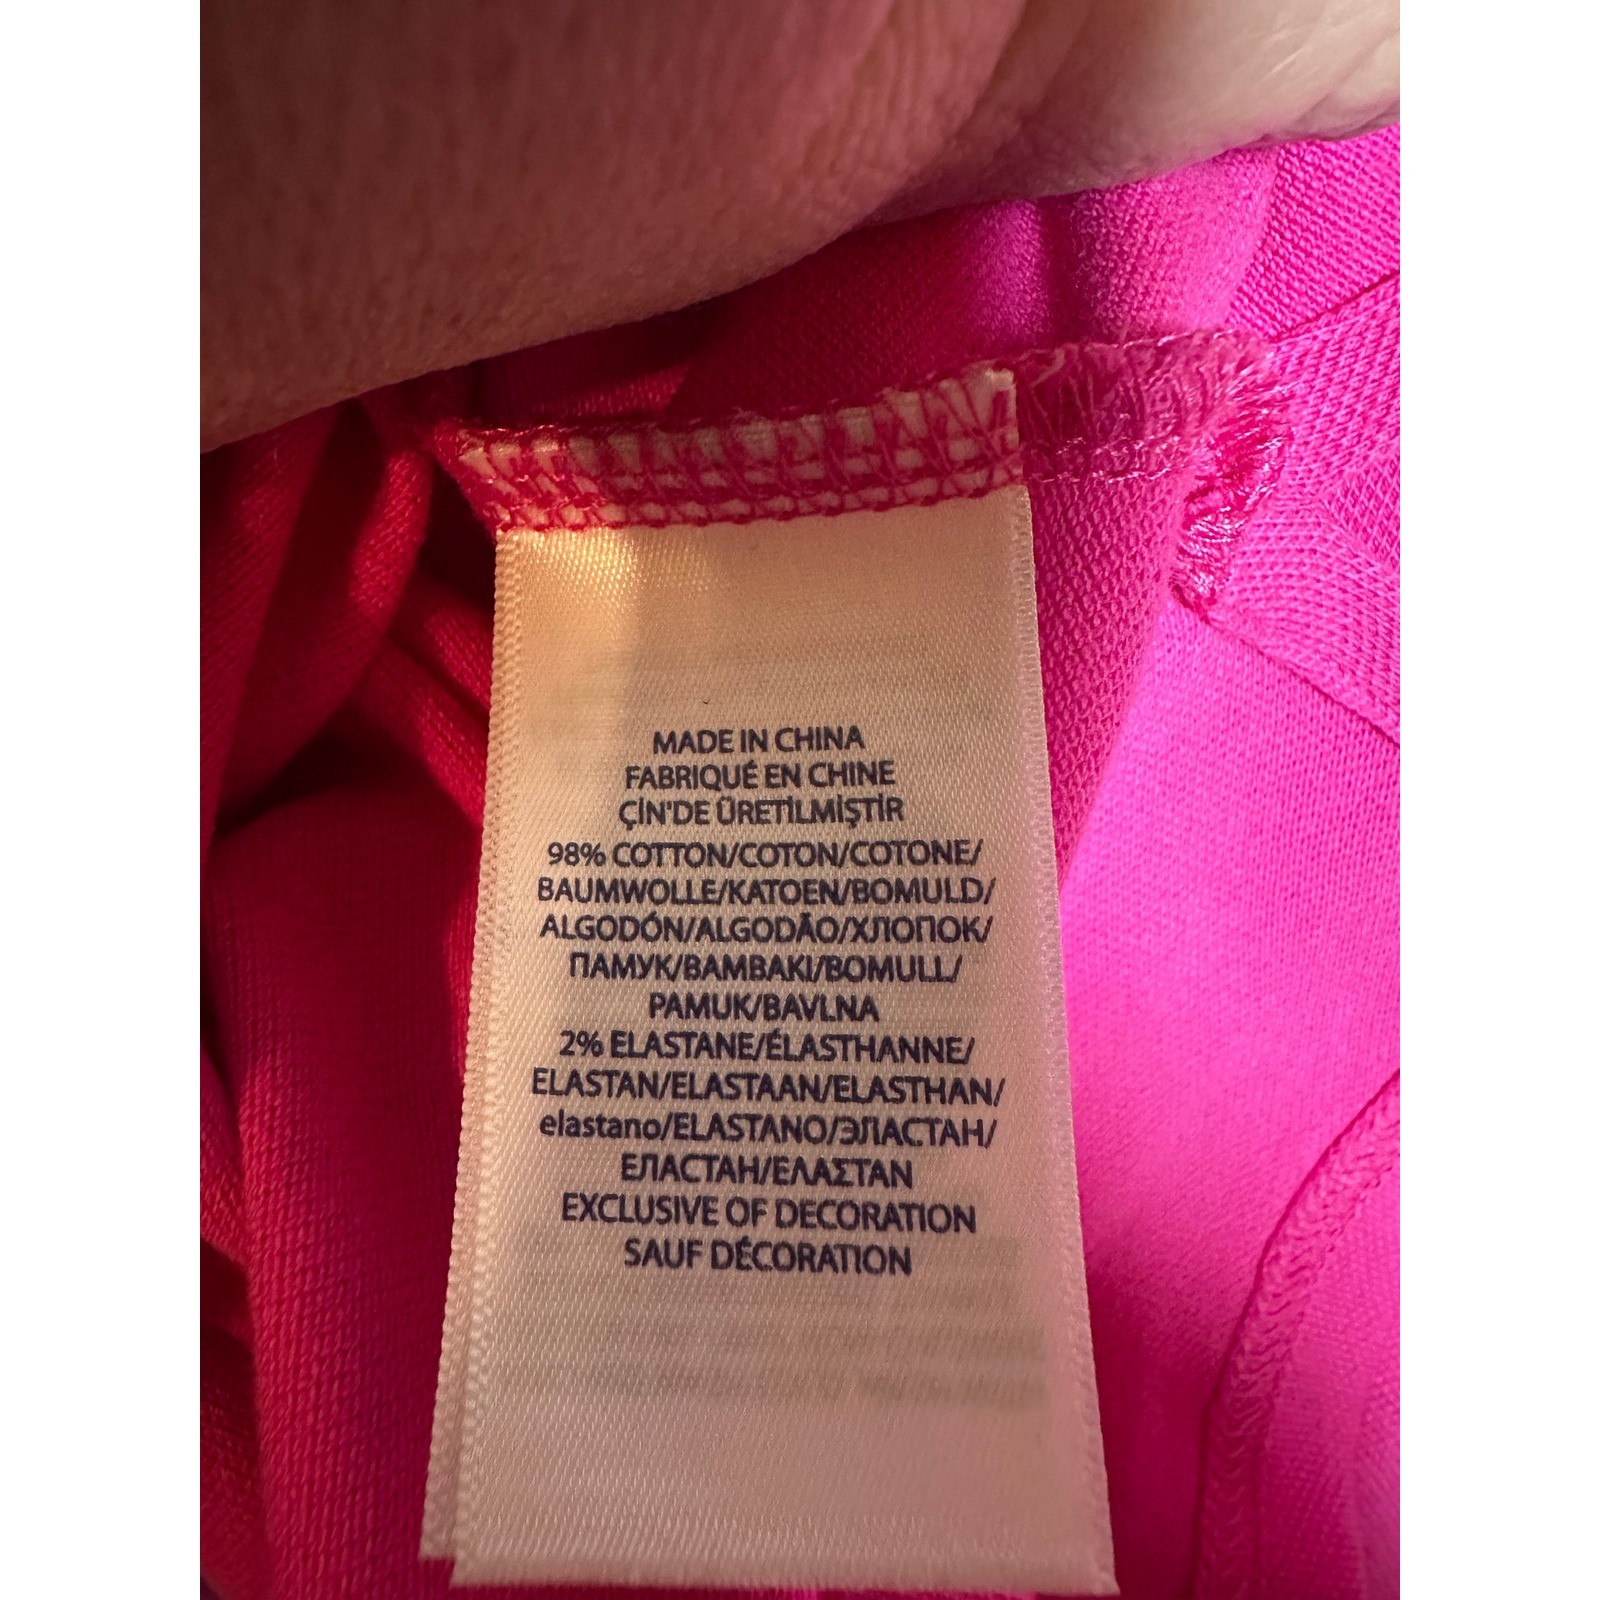 MADE IN CHINA
FABRIQUÉ EN CHINE
ÇİN'DE ÜRETİLMİŞTİR
98% COTTON/COTON/COTONE/
BAUMWOLLE/KATOEN/BOMULD/
ALGODÓN/ALGODÃO/ХЛОПОК/
ПАМУК/BAMBAKI/BOMULL/
PAMUK/BAVLNA
2% ELASTANE/ÉLASTHANNE/
ELASTAN/ELASTAAN/ELASTHAN/
elastano/ELASTANO/ЭЛАСТАН/
ЕЛАСТАН/ΕΛΑΣΤΑΝ
EXCLUSIVE OF DECORATION
SAUF DÉCORATION